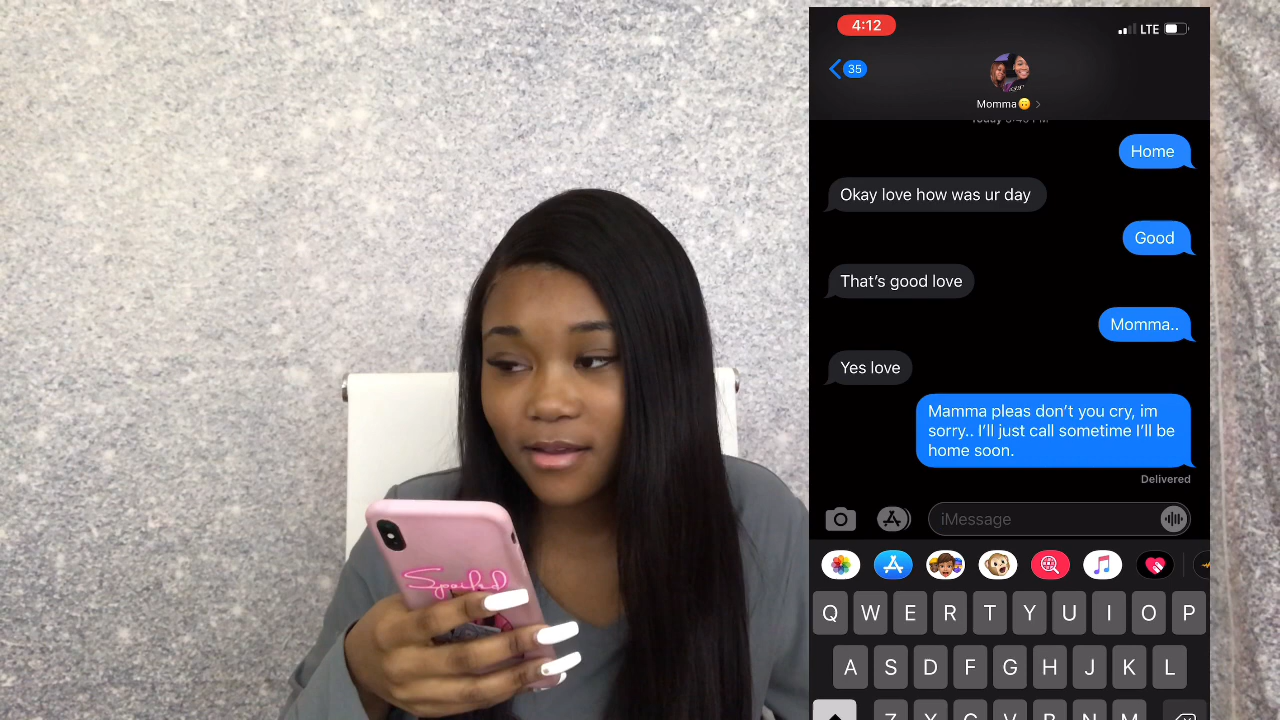 4:12
LTE
35
Momma
Home
Okay love how was ur day
Good
That's good love
Momma..
Yes love
Mamma pleas don't you cry, im
sorry.. I'll just call sometime I'll be
home soon.
Delivered
iMessage
Q W E R T Y U I O P
A S D F G H J K L
Z X C V B N M
Spoiled